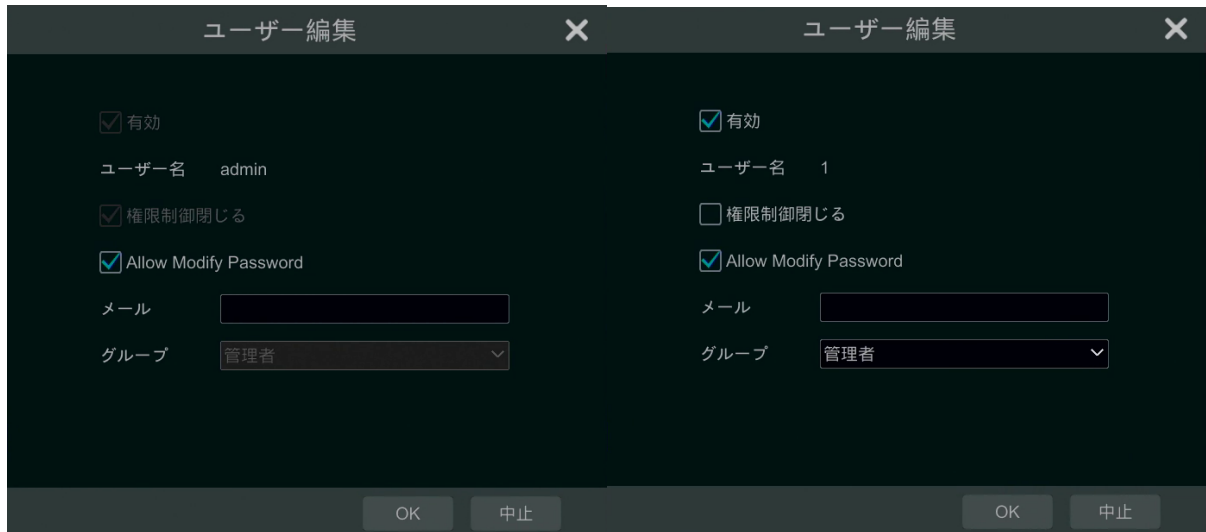 ユーザー編集
有効
ユーザー名 admin
権限制御閉じる
Allow Modify Password
メール
グループ 管理者
OK 中止
ユーザー編集
有効
ユーザー名 1
権限制御閉じる
Allow Modify Password
メール
グループ 管理者
OK 中止